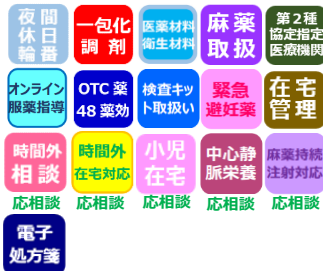 夜間
休日
輪番
一包化
調剤
医薬材料
衛生材料
麻薬
取扱
第２種
協定指定
医療機関
オンライン
服薬指導
OTC薬
48薬効
検査キッ
ト取扱い
緊急
避妊薬
在宅
管理
時間外
相談
応相談
時間外
在宅対応
応相談
小児
在宅
応相談
中心静
脈栄養
応相談
麻薬持続
注射対応
応相談
電子
処方箋